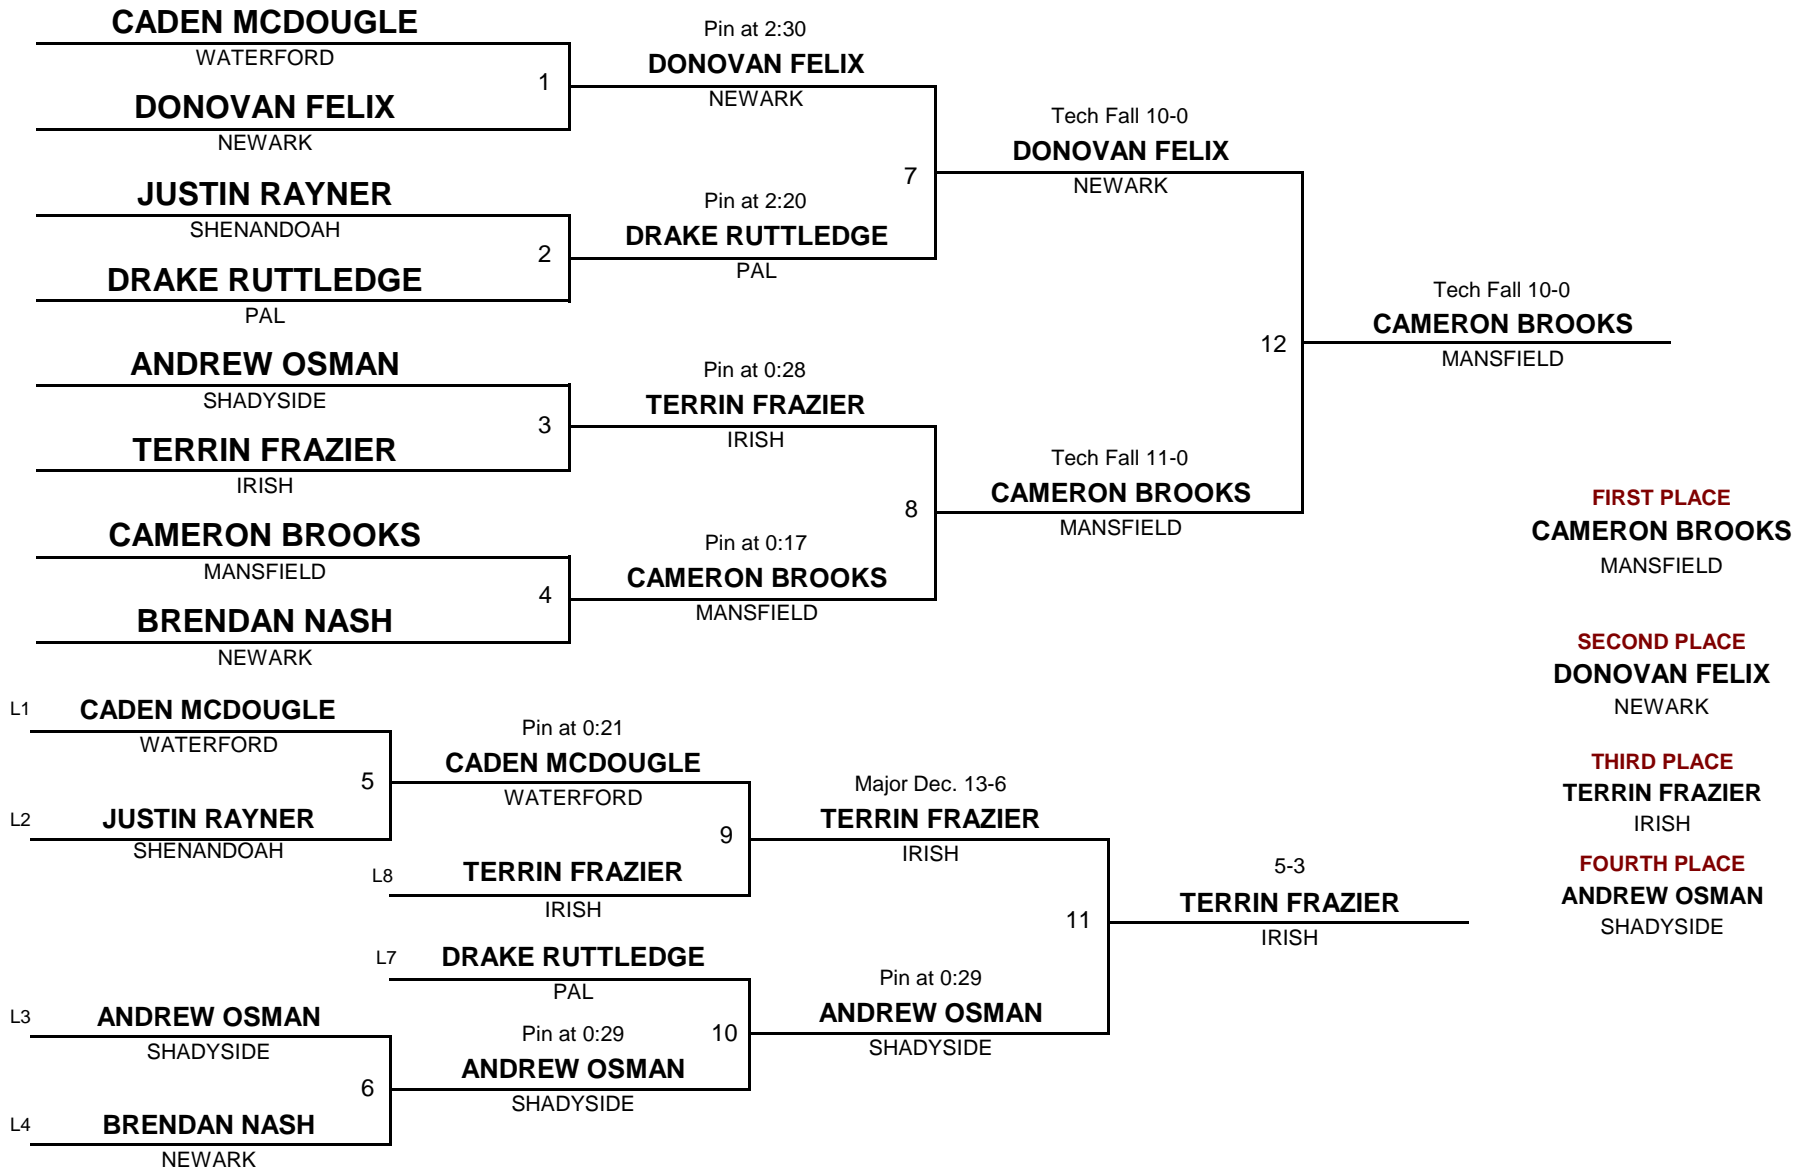 CADEN MCDOUGLE
WATERFORD
1
DONOVAN FELIX
NEWARK
JUSTIN RAYNER
SHENANDOAH
2
DRAKE RUTTLEDGE
PAL
ANDREW OSMAN
SHADYSIDE
3
TERRIN FRAZIER
IRISH
CAMERON BROOKS
MANSFIELD
4
BRENDAN NASH
NEWARK
Pin at 2:30
DONOVAN FELIX
NEWARK
7
Pin at 2:20
DRAKE RUTTLEDGE
PAL
Pin at 0:28
TERRIN FRAZIER
IRISH
8
Pin at 0:17
CAMERON BROOKS
MANSFIELD
Tech Fall 10-0
DONOVAN FELIX
NEWARK
12
Tech Fall 11-0
CAMERON BROOKS
MANSFIELD
Tech Fall 10-0
CAMERON BROOKS
MANSFIELD
FIRST PLACE
CAMERON BROOKS
MANSFIELD
SECOND PLACE
DONOVAN FELIX
NEWARK
THIRD PLACE
TERRIN FRAZIER
IRISH
FOURTH PLACE
ANDREW OSMAN
SHADYSIDE
L1 CADEN MCDOUGLE
WATERFORD
5
L2 JUSTIN RAYNER
SHENANDOAH
L3 ANDREW OSMAN
SHADYSIDE
6
L4 BRENDAN NASH
NEWARK
Pin at 0:21
CADEN MCDOUGLE
WATERFORD
9
L8 TERRIN FRAZIER
IRISH
L7 DRAKE RUTTLEDGE
PAL
10
Pin at 0:29
ANDREW OSMAN
SHADYSIDE
Major Dec. 13-6
TERRIN FRAZIER
IRISH
11
Pin at 0:29
ANDREW OSMAN
SHADYSIDE
5-3
TERRIN FRAZIER
IRISH